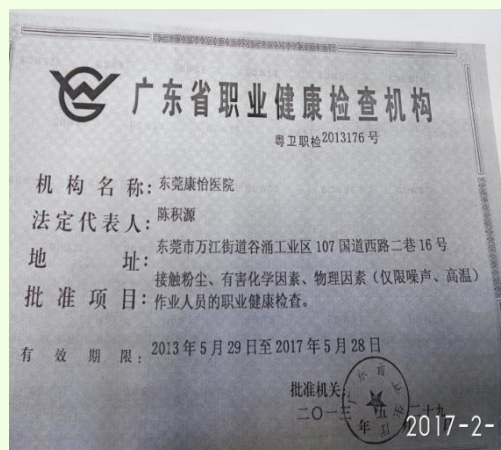 广东省职业健康检查机构
粤卫职检2013176号
机构名称：东莞康怡医院
法定代表人：陈积源
地址：东莞市万江街道谷涌工业区107国道西路二巷16号
批准项目：接触粉尘、有害化学因素、物理因素（仅限噪声、高温）
作业人员的职业健康检查。
有效期限：2013年5月29日至2017年5月28日
批准机关：
二〇一三年五月二十九
2017-2-